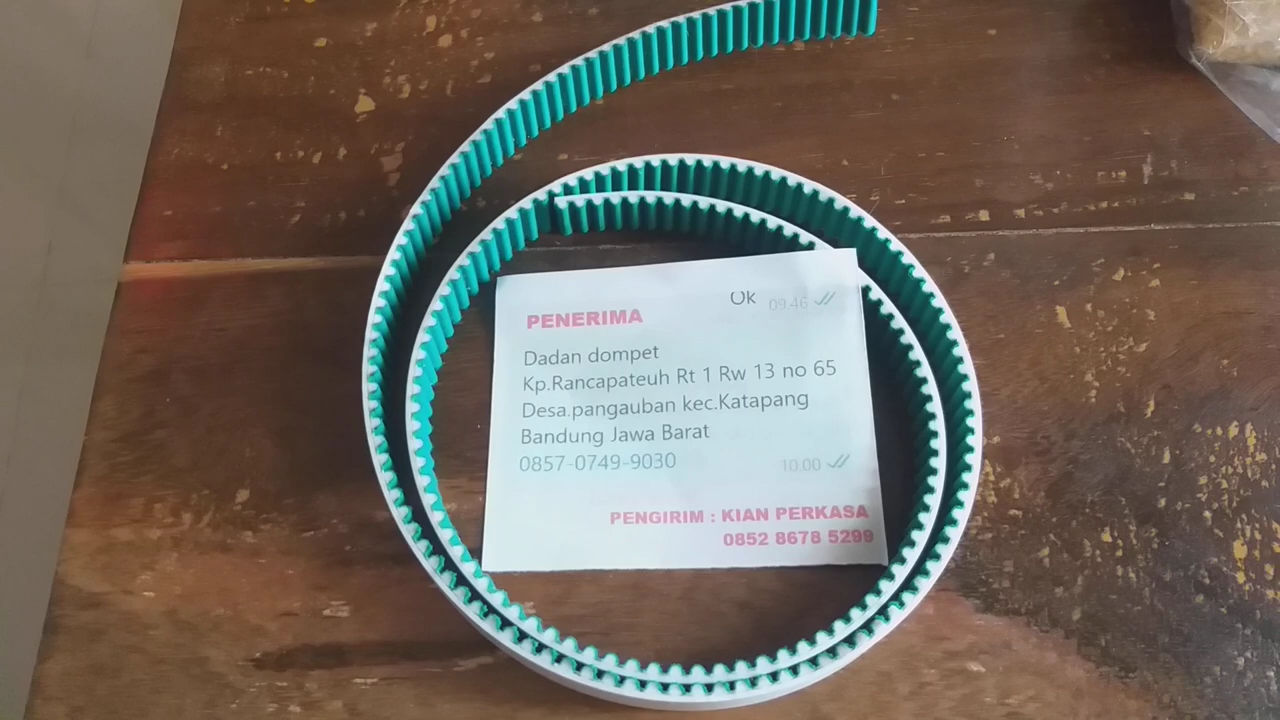 Ok 09.46
PENERIMA
Dadan dompet
Kp.Rancapateuh Rt 1 Rw 13 no 65
Desa.pangauban kec.Katapang
Bandung Jawa Barat
0857-0749-9030
10.00
PENGIRIM : KIAN PERKASA
0852 8678 5299